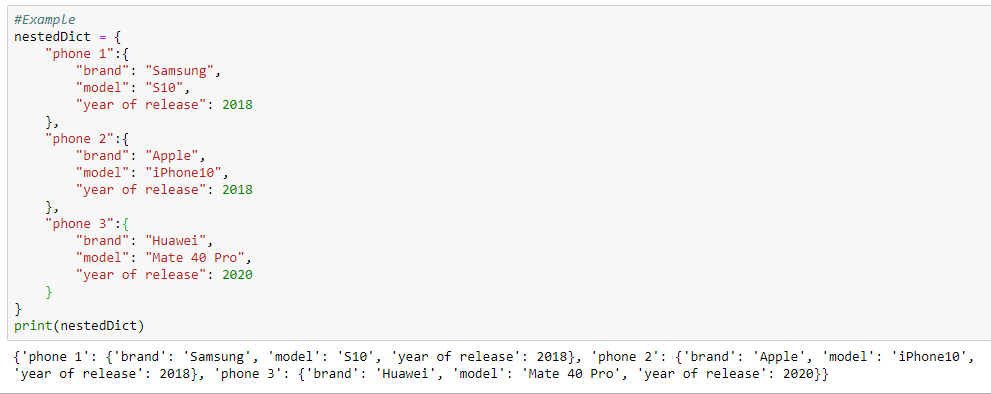 #Example
nestedDict = {
    "phone 1":{
        "brand": "Samsung",
        "model": "S10",
        "year of release": 2018
    },
    "phone 2":{
        "brand": "Apple",
        "model": "iPhone10",
        "year of release": 2018
    },
    "phone 3":{
        "brand": "Huawei",
        "model": "Mate 40 Pro",
        "year of release": 2020
    }
}
print(nestedDict)
{'phone 1': {'brand': 'Samsung', 'model': 'S10', 'year of release': 2018}, 'phone 2': {'brand': 'Apple', 'model': 'iPhone10',
'year of release': 2018}, 'phone 3': {'brand': 'Huawei', 'model': 'Mate 40 Pro', 'year of release': 2020}}